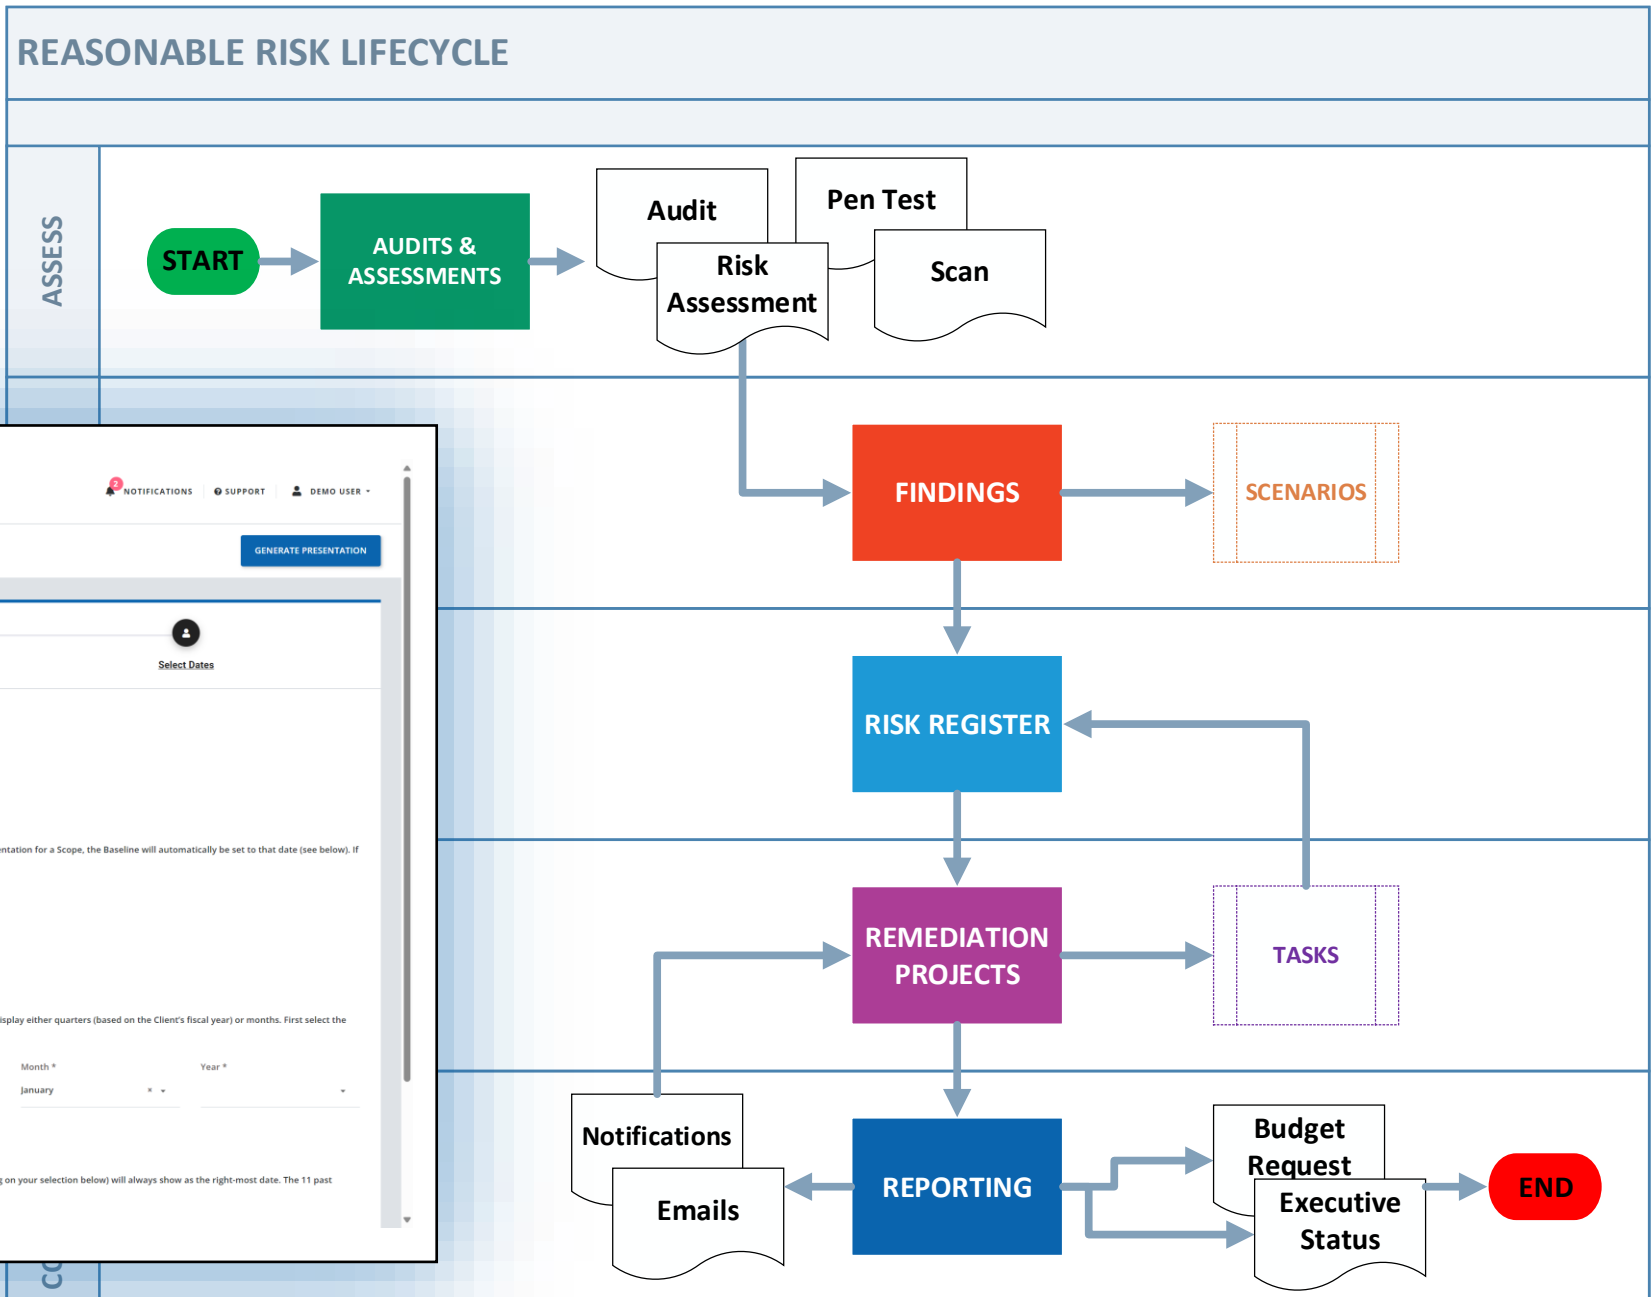 REASONABLE RISK LIFECYCLE
ASSESS
START
AUDITS &
ASSESSMENTS
Audit
Pen Test
Risk
Assessment
Scan
FINDINGS
SCENARIOS
2
NOTIFICATIONS
SUPPORT
DEMO USER
GENERATE PRESENTATION
Select Dates
RISK REGISTER
entation for a Scope, the Baseline will automatically be set to that date (see below). If
REMEDIATION
PROJECTS
TASKS
isplay either quarters (based on the Client's fiscal year) or months. First select the
Month *
Year *
January
g on your selection below) will always show as the right-most date. The 11 past
Notifications
Emails
REPORTING
Budget
Request
Executive
Status
END
CO